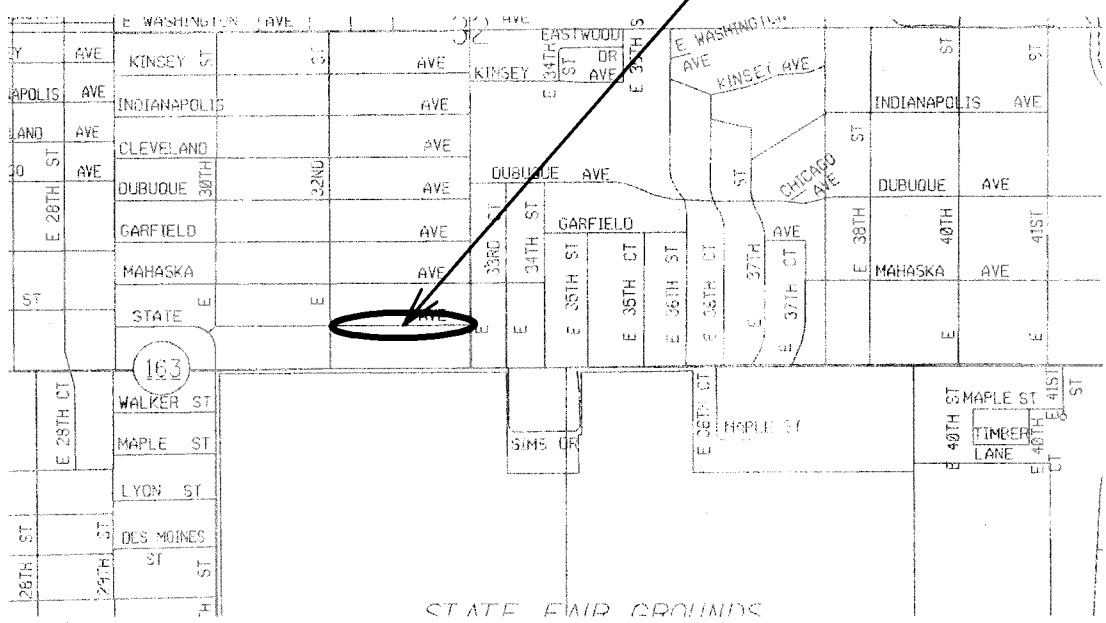 E WASHINGTON AVE
AVE
KINSEY ST
ST
AVE
INDIANAPOLIS
AVE
CLEVELAND
AVE
DUBUQUE
30TH
32ND
AVE
GARFIELD
AVE
MAHASKA
AVE
E
E
STATE
AVE
AVE
APOLIS AVE
LAND AVE
AVE
E 28TH ST
ST
EASTWOOD
DR
KINSEY AVE
E 34TH ST
E 35TH S
E. WASHINGTON
AVE
KINSEY AVE
INDIANAPOLIS AVE
ST
ST
DUBUQUE AVE
CHICAGO
AVE
DUBUQUE AVE
GARFIELD
AVE
MAHASKA AVE
33RD
E
34TH ST
E
E 35TH ST
E 35TH CT
E 36TH ST
E 36TH CT
E 37TH ST
E 37TH CT
E 38TH ST
40TH
E
41ST
E
163
WALKER ST
MAPLE ST
LYON ST
DES MOINES
ST
ST
E 28TH CT
28TH ST
29TH ST
SIMS DR
E 38TH CT
MAPLE ST
MAPLE ST
E 40TH ST
TIMBER
LANE
E 40TH CT
E 41ST
ST
STATE FAIR GROUNDS